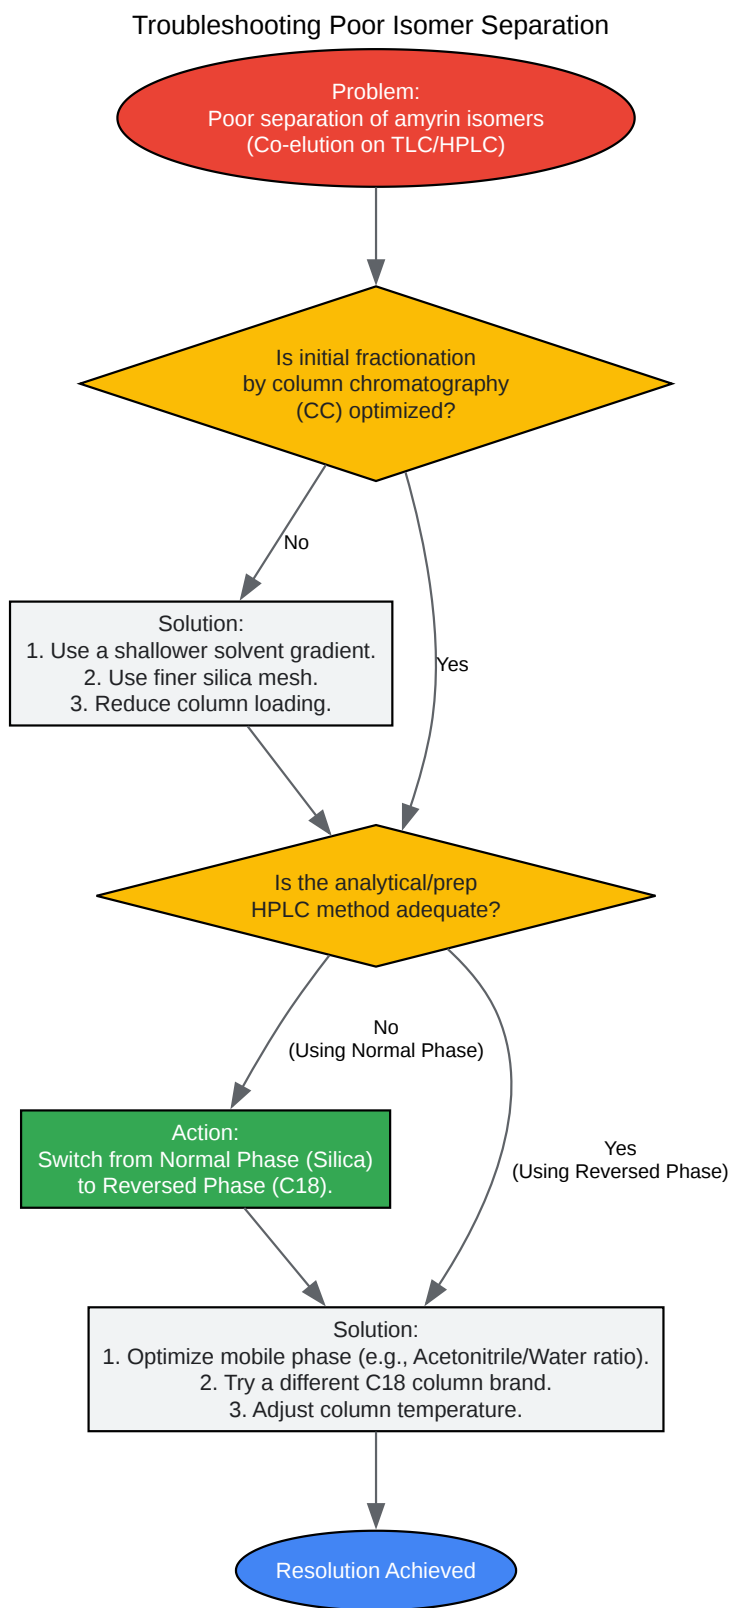 Troubleshooting Poor Isomer Separation
Problem:
Poor separation of amyrin isomers
(Co-elution on TLC/HPLC)
Is initial fractionation
by column chromatography
(CC) optimized?
No
Solution:
1. Use a shallower solvent gradient.
2. Use finer silica mesh.
3. Reduce column loading.
Yes
Is the analytical/prep
HPLC method adequate?
No
(Using Normal Phase)
Action:
Switch from Normal Phase (Silica)
to Reversed Phase (C18).
Yes
(Using Reversed Phase)
Solution:
1. Optimize mobile phase (e.g., Acetonitrile/Water ratio).
2. Try a different C18 column brand.
3. Adjust column temperature.
Resolution Achieved